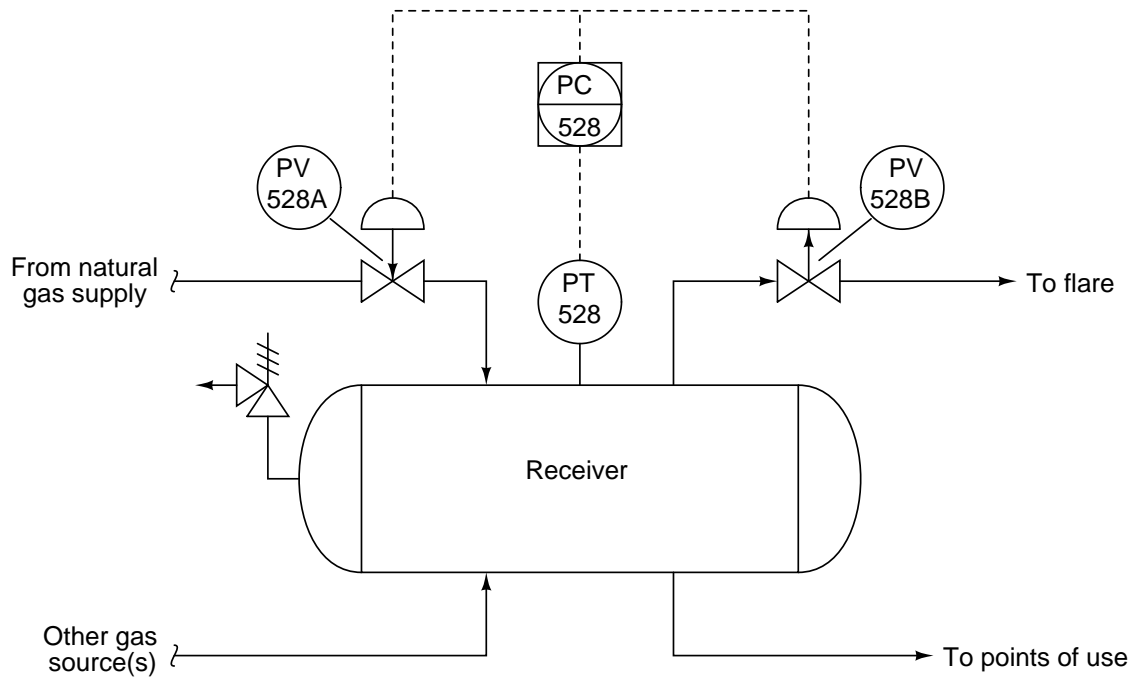 PC
528
PV
528A
PV
528B
From natural
gas supply
PT
528
To flare
Receiver
Other gas
source(s)
To points of use